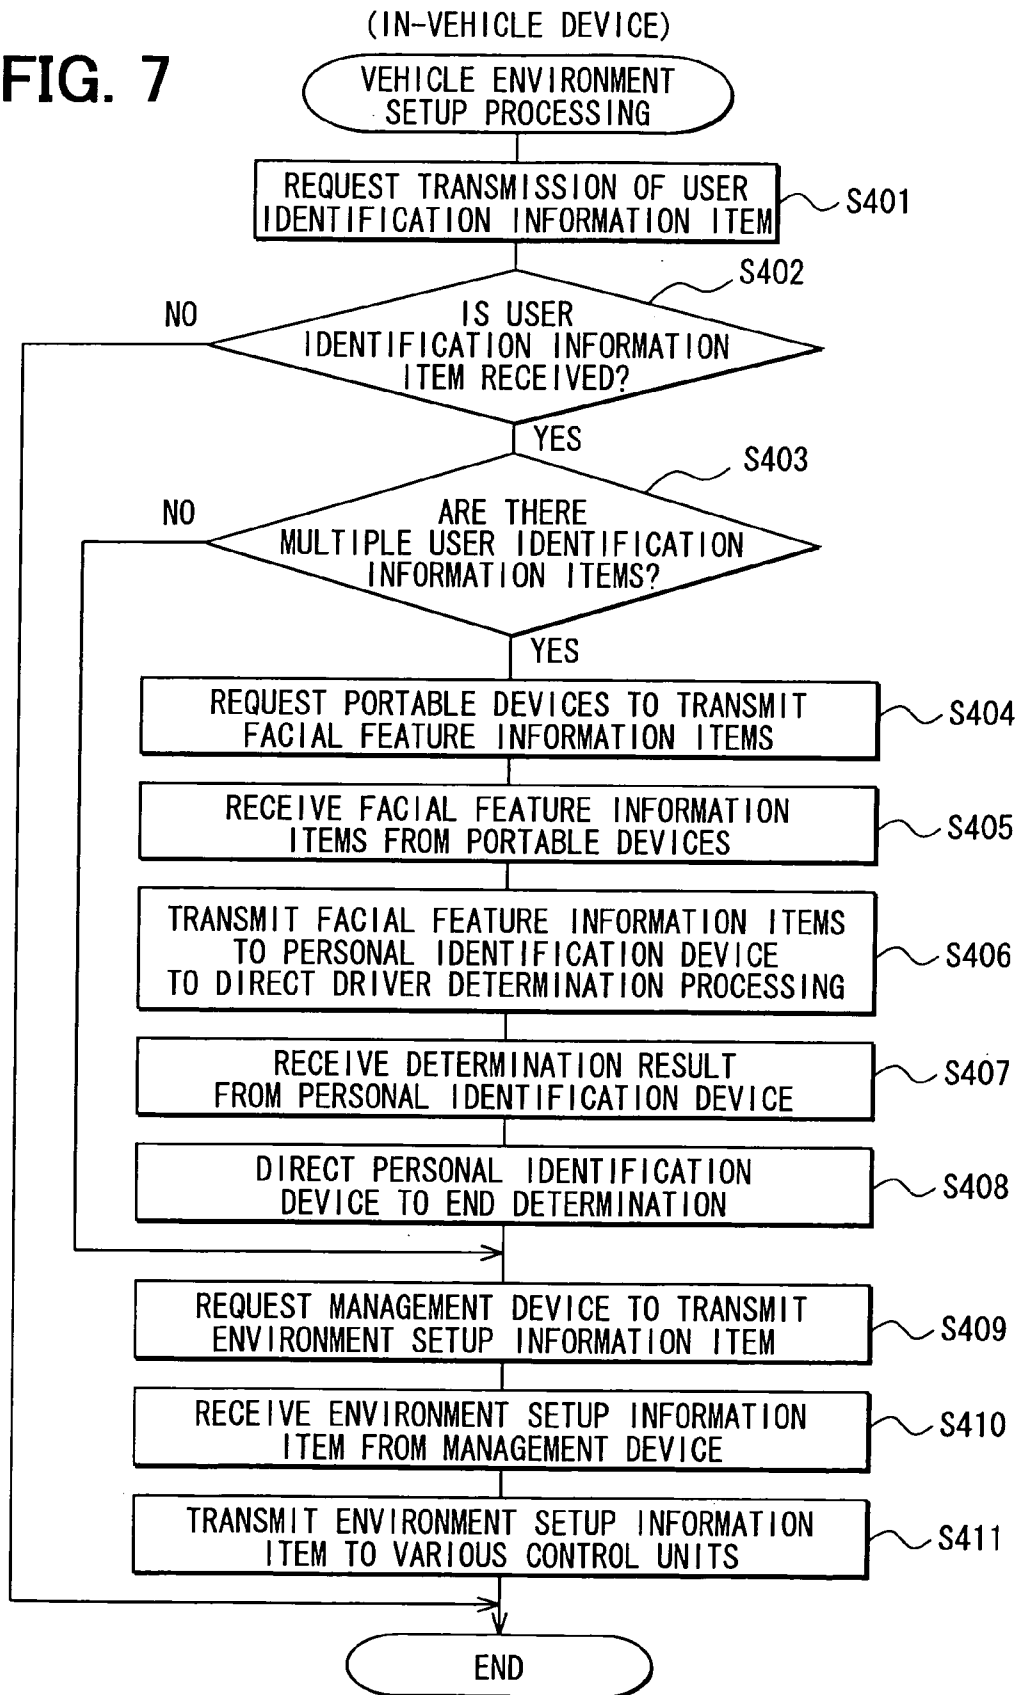 (IN-VEHICLE DEVICE)
FIG. 7
VEHICLE ENVIRONMENT
SETUP PROCESSING
REQUEST TRANSMISSION OF USER
IDENTIFICATION INFORMATION ITEM
S401
S402
NO
IS USER
IDENTIFICATION INFORMATION
ITEM RECEIVED?
YES
S403
NO
ARE THERE
MULTIPLE USER IDENTIFICATION
INFORMATION ITEMS?
YES
REQUEST PORTABLE DEVICES TO TRANSMIT
FACIAL FEATURE INFORMATION ITEMS
S404
RECEIVE FACIAL FEATURE INFORMATION
ITEMS FROM PORTABLE DEVICES
S405
TRANSMIT FACIAL FEATURE INFORMATION ITEMS
TO PERSONAL IDENTIFICATION DEVICE
TO DIRECT DRIVER DETERMINATION PROCESSING
S406
RECEIVE DETERMINATION RESULT
FROM PERSONAL IDENTIFICATION DEVICE
S407
DIRECT PERSONAL IDENTIFICATION
DEVICE TO END DETERMINATION
S408
REQUEST MANAGEMENT DEVICE TO TRANSMIT
ENVIRONMENT SETUP INFORMATION ITEM
S409
RECEIVE ENVIRONMENT SETUP INFORMATION
ITEM FROM MANAGEMENT DEVICE
S410
TRANSMIT ENVIRONMENT SETUP INFORMATION
ITEM TO VARIOUS CONTROL UNITS
S411
END